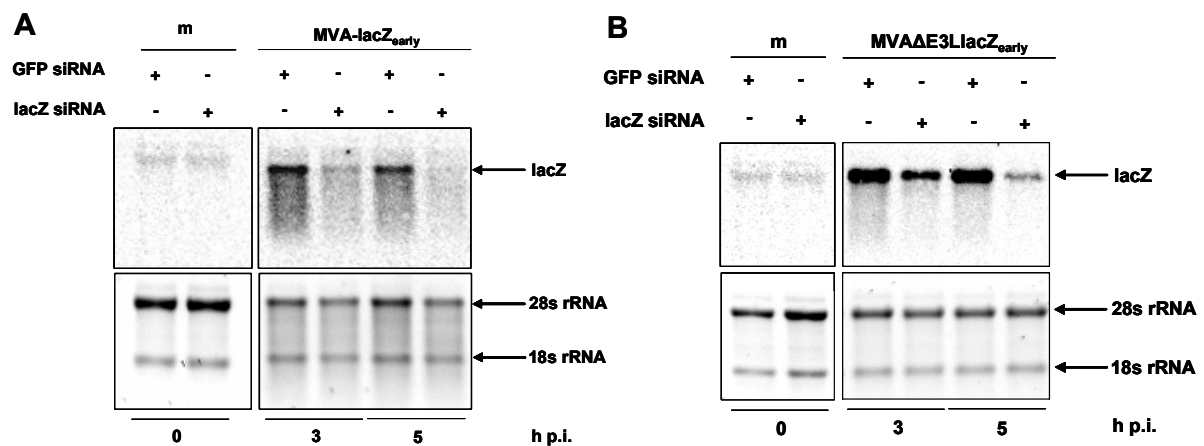 A
m
MVA-lacZearly
GFP siRNA + - + - + -
lacZ siRNA - + - + - +
lacZ
28s rRNA
18s rRNA
0 3 5 h p.i.
B
m
MVAΔE3LlacZearly
GFP siRNA + - + - + -
lacZ siRNA - + - + - +
lacZ
28s rRNA
18s rRNA
0 3 5 h p.i.